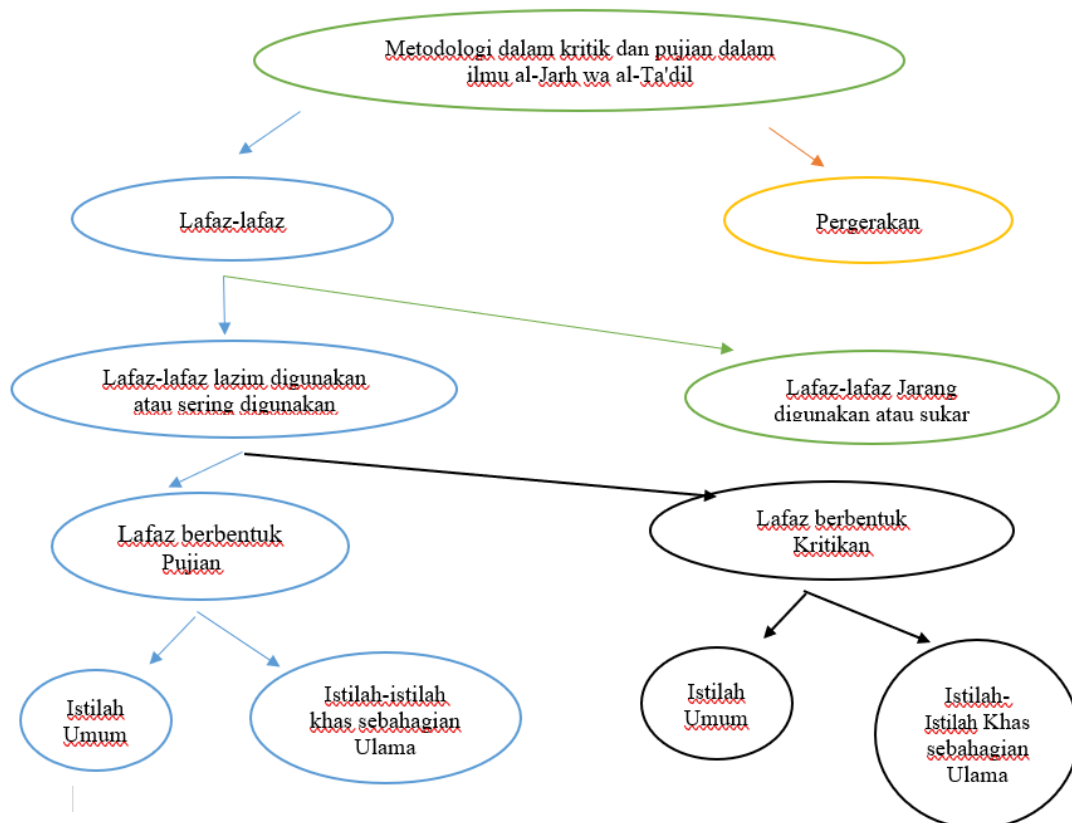 Metodologi dalam kritik dan pujian dalam
ilmu al-Jarh wa al-Ta'dil
Lafaz-lafaz
Pergerakan
Lafaz-lafaz lazim digunakan
atau sering digunakan
Lafaz-lafaz Jarang
digunakan atau sukar
Lafaz berbentuk
Pujian
Lafaz berbentuk
Kritikan
Istilah
Umum
Istilah-istilah
khas sebahagian
Ulama
Istilah
Umum
Istilah-
Istilah Khas
sebahagian
Ulama